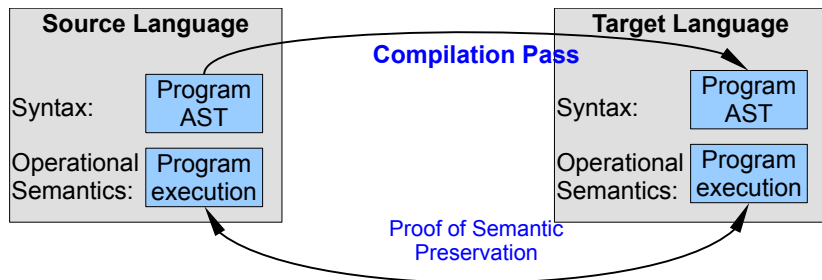 Source Language
Target Language
Compilation Pass
Syntax:
Program
AST
Syntax:
Program
AST
Operational
Semantics:
Program
execution
Operational
Semantics:
Program
execution
Proof of Semantic
Preservation